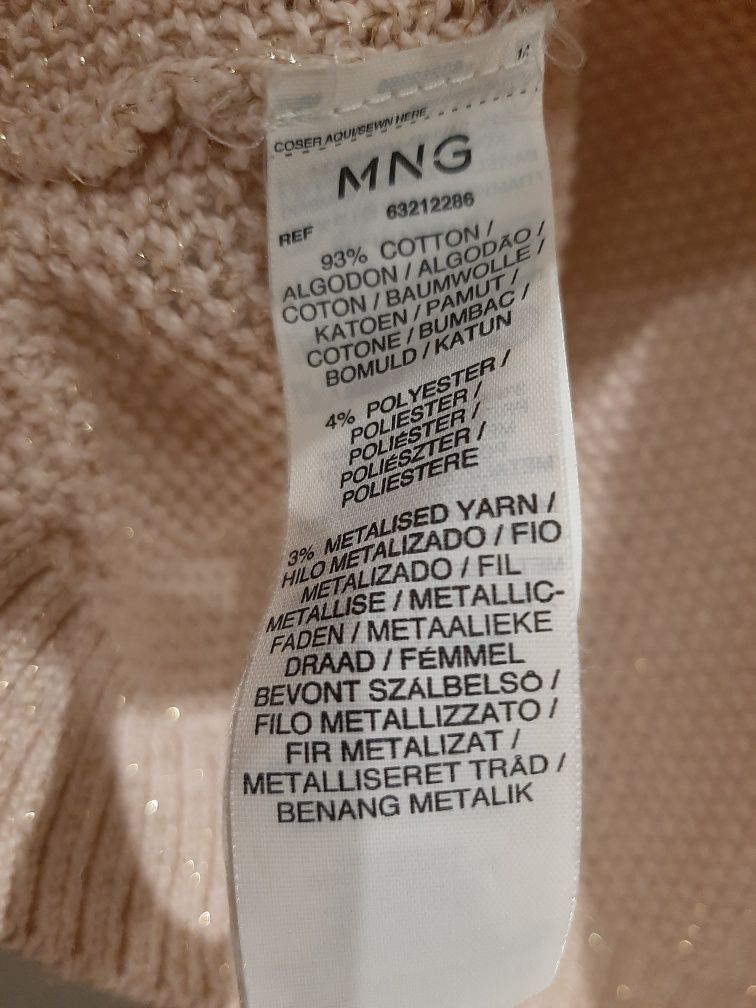 COSER AQUI/SEWN HERE
MNG
REF 63212286
93% COTTON /
ALGODON / ALGODÃO /
COTON / BAUMWOLLE /
KATOEN / PAMUT /
COTONE / BUMBAC /
BOMULD / KATUN
4% POLYESTER /
POLIESTER /
POLIÉSTER /
POLIÉSZTER /
POLIESTERE
3% METALISED YARN /
HILO METALIZADO / FIO
METALIZADO / FIL
METALLISE / METALLIC-
FADEN / METAALIEKE
DRAAD / FÉMMEL
BEVONT SZÁLBELSÔ /
FILO METALLIZZATO /
FIR METALIZAT /
METALLISERET TRÅD /
BENANG METALIK